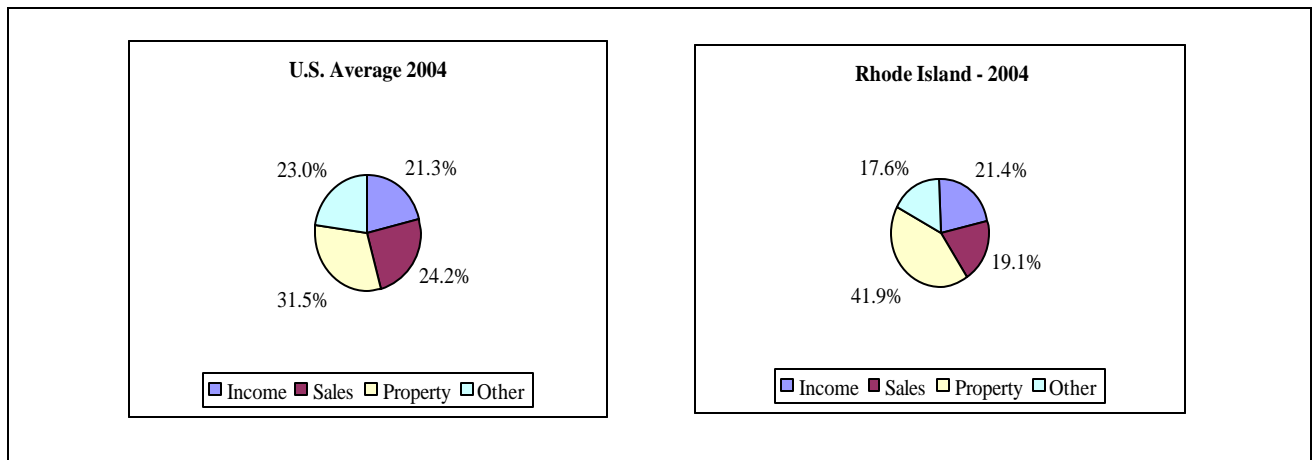 U.S. Average 2004
23.0%
21.3%
24.2%
31.5%
Income Sales Property Other
Rhode Island - 2004
17.6%
21.4%
19.1%
41.9%
Income Sales Property Other